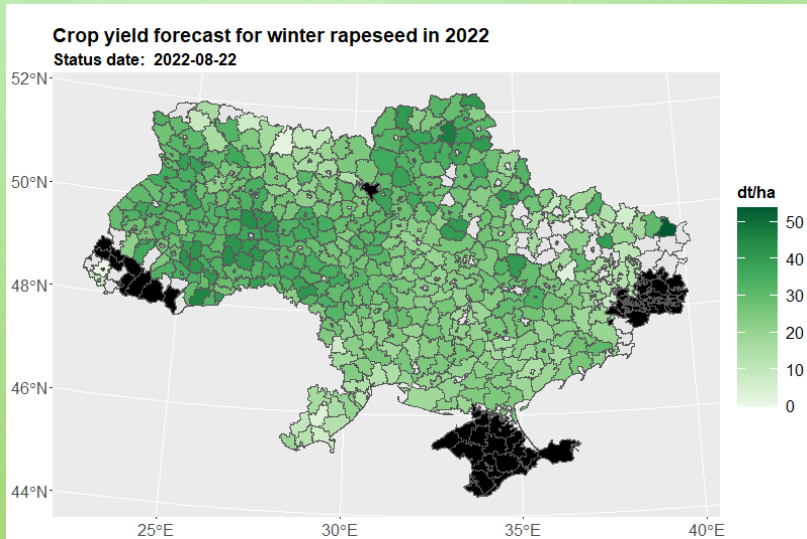 Crop yield forecast for winter rapeseed in 2022
Status date: 2022-08-22
52°N
50°N
48°N
46°N
44°N
25°E
30°E
35°E
40°E
dt/ha
50
40
30
20
10
0